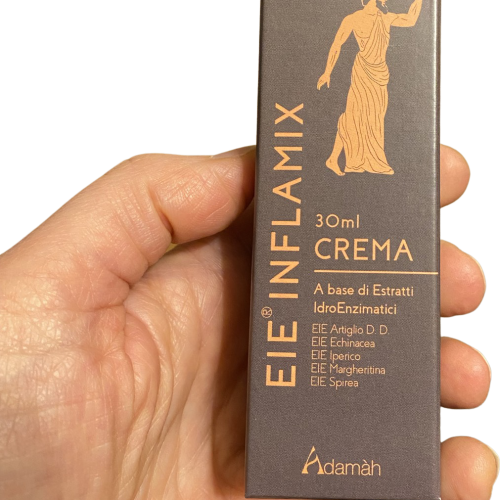 EIE® INFLAMIX
30ml
CREMA
A base di Estratti
IdroEnzimatici
EIE Artiglio D. D.
EIE Echinacea
EIE Iperico
EIE Margheritina
EIE Spirea
Adamàh